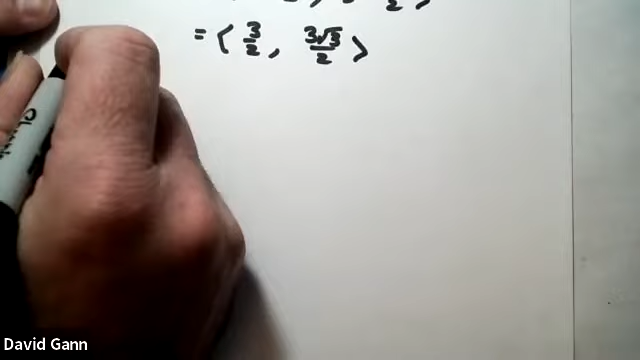 = ⟨ 3/2, 3√3/2 ⟩
David Gann